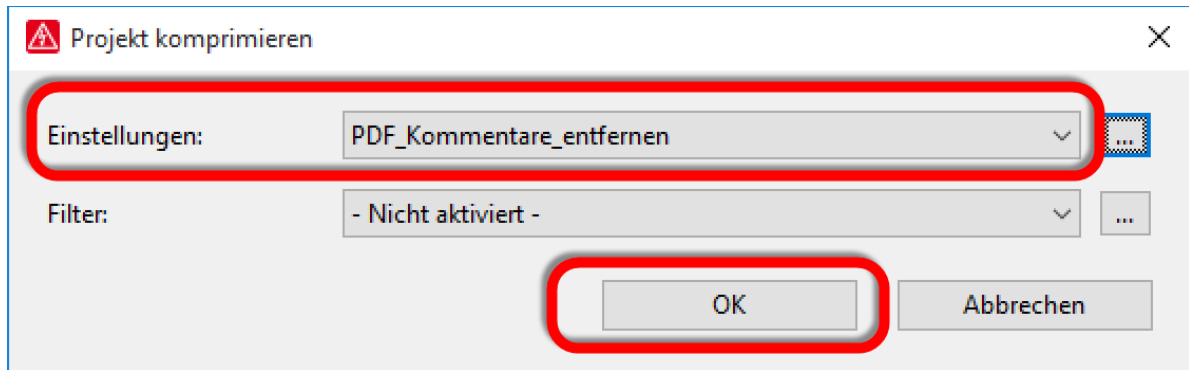 Projekt komprimieren
Einstellungen: PDF_Kommentare_entfernen ...
Filter: - Nicht aktiviert - ...
OK Abbrechen